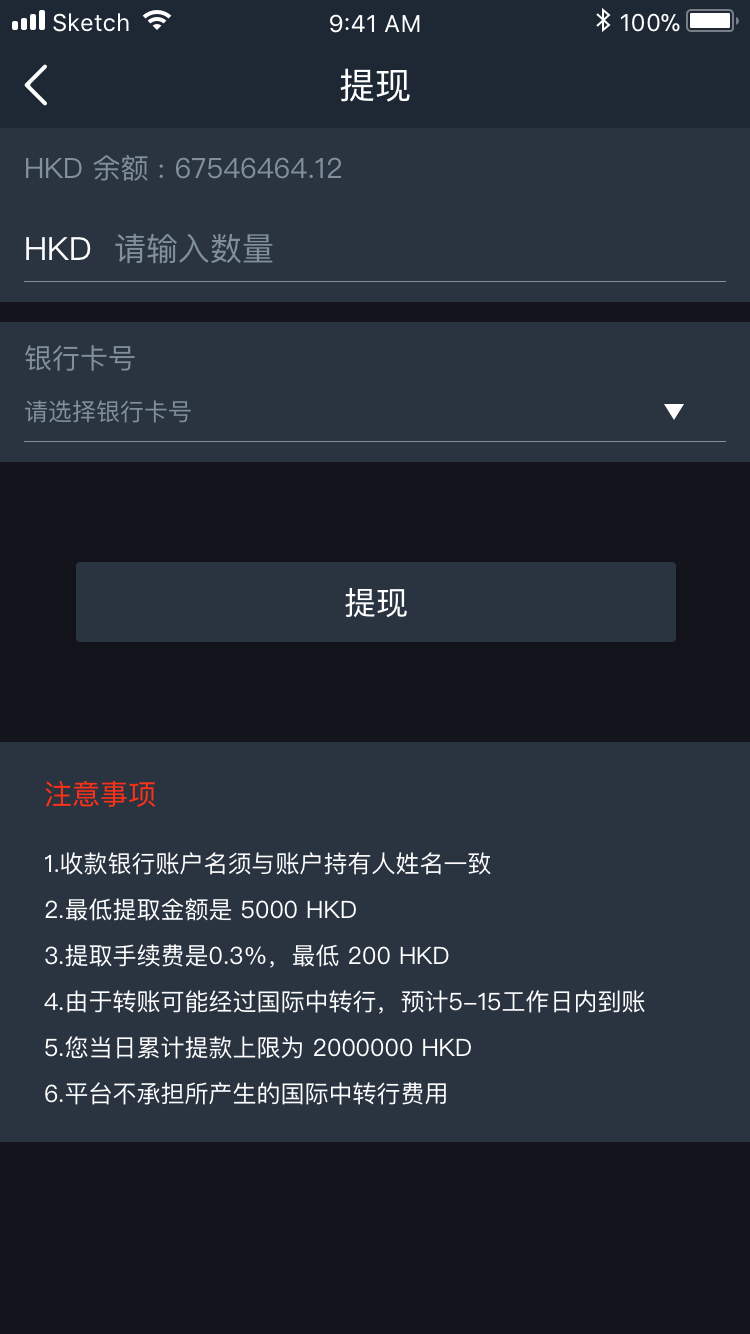 Sketch 9:41 AM 100%
提现
HKD 余额：67546464.12
HKD 请输入数量
银行卡号
请选择银行卡号
提现
注意事项
1.收款银行账户名须与账户持有人姓名一致
2.最低提取金额是 5000 HKD
3.提取手续费是0.3%，最低 200 HKD
4.由于转账可能经过国际中转行，预计5-15工作日内到账
5.您当日累计提款上限为 2000000 HKD
6.平台不承担所产生的国际中转行费用